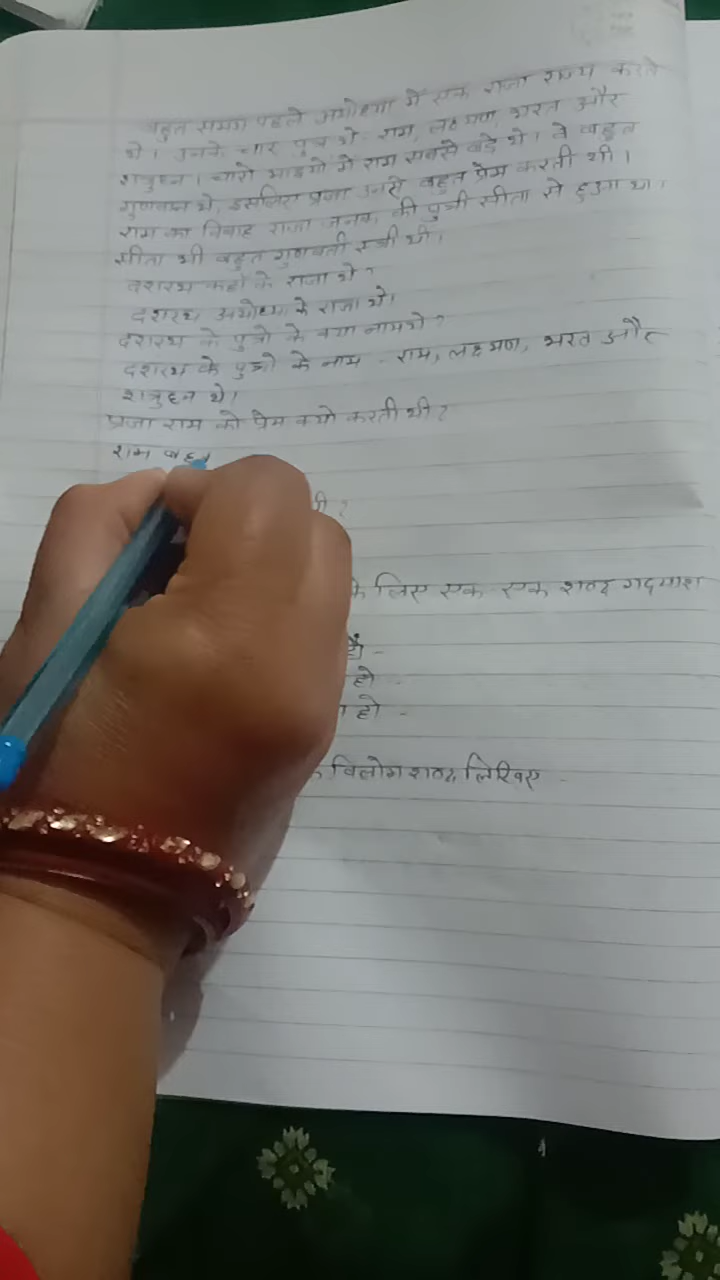 बहुत समय पहले अयोध्या में एक राजा राज्य करते
थे। उनके चार पुत्र थे- राम, लक्ष्मण, भरत और
शत्रुघ्न। चारो भाइयो में राम सबसे बड़े थे। वे बहुत
गुणवान थे, इसलिए प्रजा उनसे बहुत प्रेम करती थी।
राम का विवाह राजा जनक की पुत्री सीता से हुआ था।
सीता भी बहुत गुणवती स्त्री थी।
दशरथ कहाँ के राजा थे?
दशरथ अयोध्या के राजा थे।
दशरथ के पुत्रो के क्या नाम थे?
दशरथ के पुत्रो के नाम - राम, लक्ष्मण, भरत और
शत्रुघ्न थे।
प्रजा राम को प्रेम क्यो करती थी?
राम बहुत
थी?
के लिए एक एक शब्द गद्याश
हो -
हो -
हो -
विलोम शब्द लिखिए -